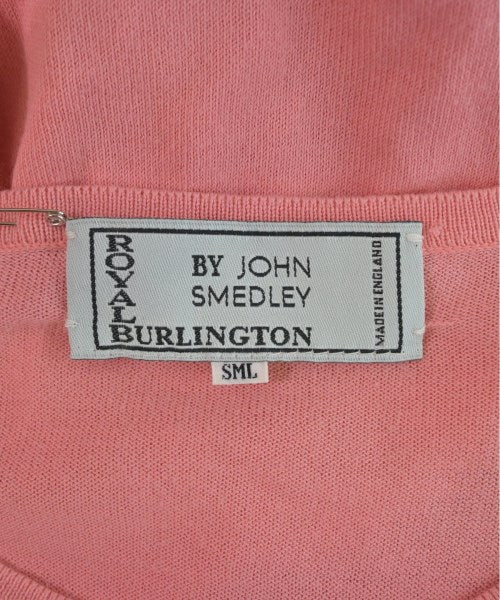 ROYAL
BY JOHN
SMEDLEY
BURLINGTON
MADE IN ENGLAND
SML